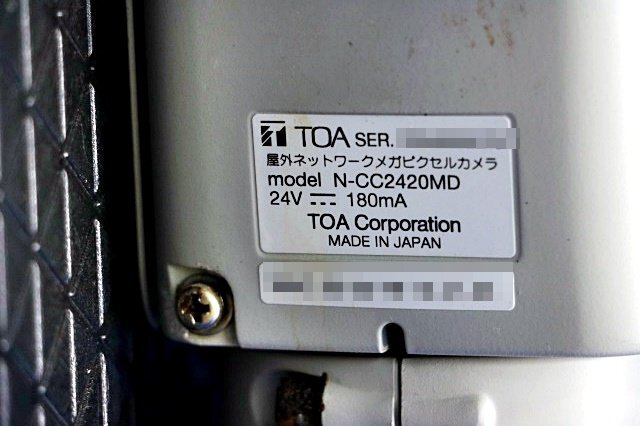 TOA SER.
屋外ネットワークメガピクセルカメラ
model N-CC2420MD
24V 180mA
TOA Corporation
MADE IN JAPAN